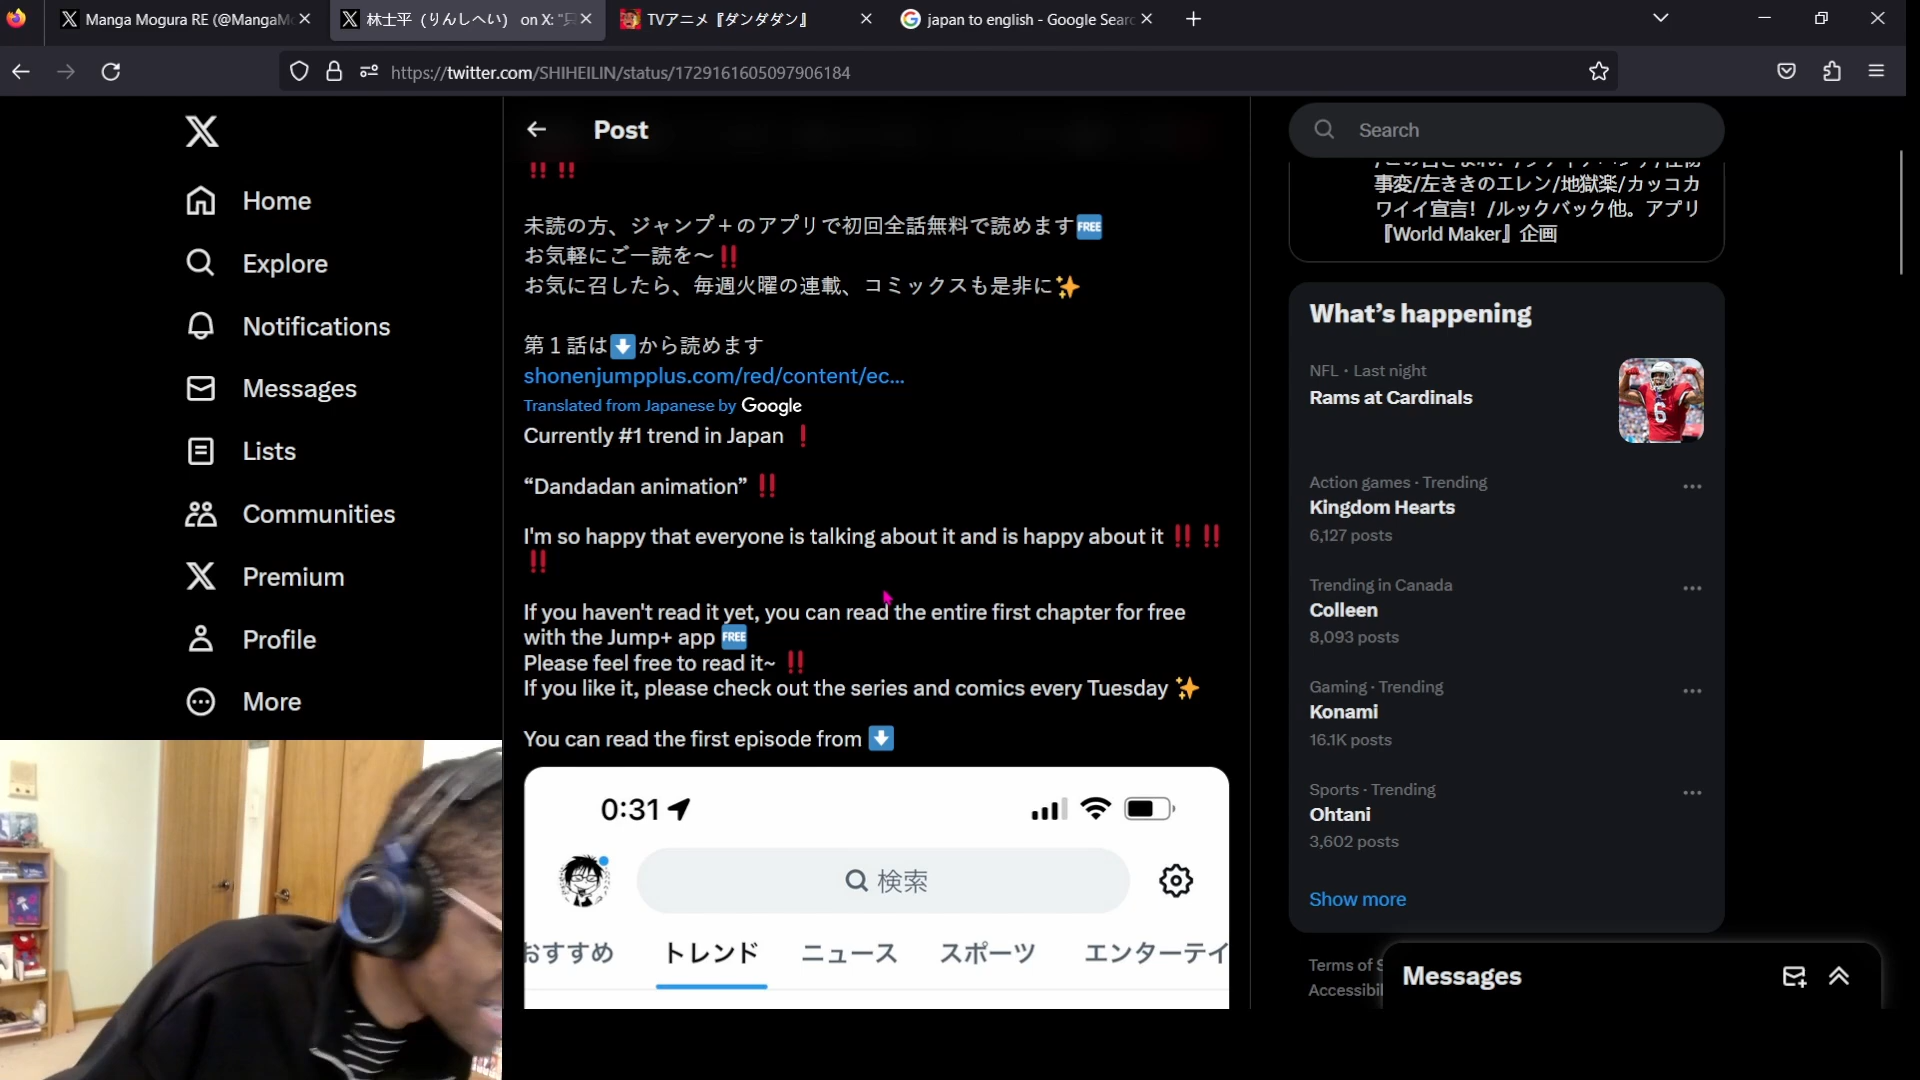 Manga Mogura RE (@MangaMo
林士平（りんしへい） on X: "只
TVアニメ『ダンダダン』
japan to english - Google Searc
https://twitter.com/SHIHEILIN/status/1729161605097906184
Home
Explore
Notifications
Messages
Lists
Communities
Premium
Profile
More
Post
‼️ ‼️
未読の方、ジャンプ＋のアプリで初回全話無料で読めます🆓
お気軽にご一読を〜‼️
お気に召したら、毎週火曜の連載、コミックスも是非に✨
第１話は⬇️から読めます
shonenjumpplus.com/red/content/ec...
Translated from Japanese by Google
Currently #1 trend in Japan ❗
“Dandadan animation” ‼️
I'm so happy that everyone is talking about it and is happy about it ‼️ ‼️
‼️
If you haven't read it yet, you can read the entire first chapter for free
with the Jump+ app 🆓
Please feel free to read it~ ‼️
If you like it, please check out the series and comics every Tuesday ✨
You can read the first episode from ⬇️
0:31
検索
おすすめ トレンド ニュース スポーツ エンターテイ
Search
事変/左ききのエレン/地獄楽/カッコカ
ワイイ宣言！/ルックバック他。アプリ
『World Maker』企画
What’s happening
NFL · Last night
Rams at Cardinals
Action games · Trending
Kingdom Hearts
6,127 posts
Trending in Canada
Colleen
8,093 posts
Gaming · Trending
Konami
16.1K posts
Sports · Trending
Ohtani
3,602 posts
Show more
Terms of S
Accessibil
Messages